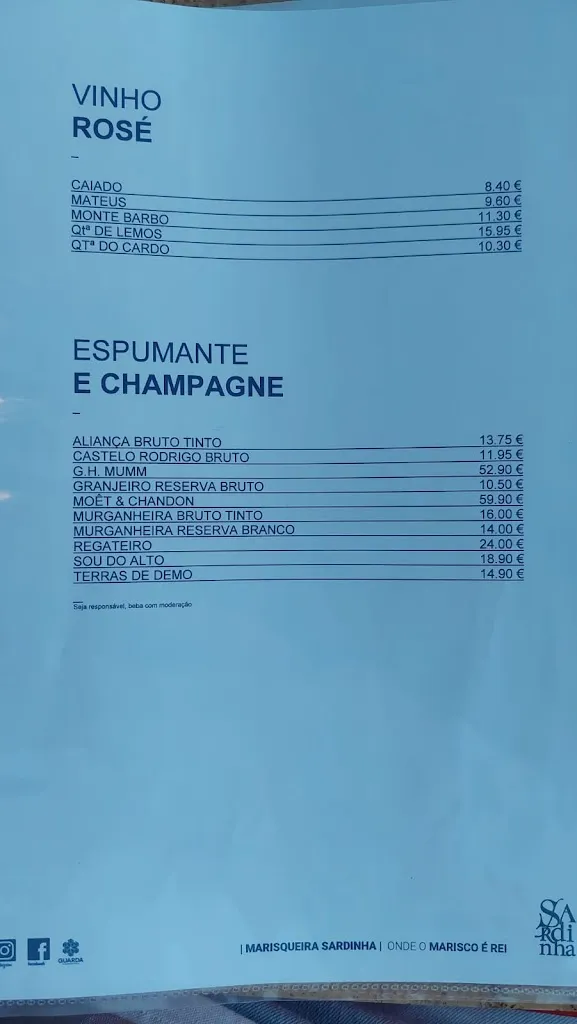 VINHO
ROSÉ
CAIADO 8.40 €
MATEUS 9.60 €
MONTE BARBO 11.30 €
Qtª DE LEMOS 15.95 €
QTª DO CARDO 10.30 €
ESPUMANTE
E CHAMPAGNE
ALIANÇA BRUTO TINTO 13.75 €
CASTELO RODRIGO BRUTO 11.95 €
G.H. MUMM 52.90 €
GRANJEIRO RESERVA BRUTO 10.50 €
MOËT & CHANDON 59.90 €
MURGANHEIRA BRUTO TINTO 16.00 €
MURGANHEIRA RESERVA BRANCO 14.00 €
REGATEIRO 24.00 €
SOU DO ALTO 18.90 €
TERRAS DE DEMO 14.90 €
Seja responsável, beba com moderação
GUARDA
| MARISQUEIRA SARDINHA | ONDE O MARISCO É REI
SARdinha